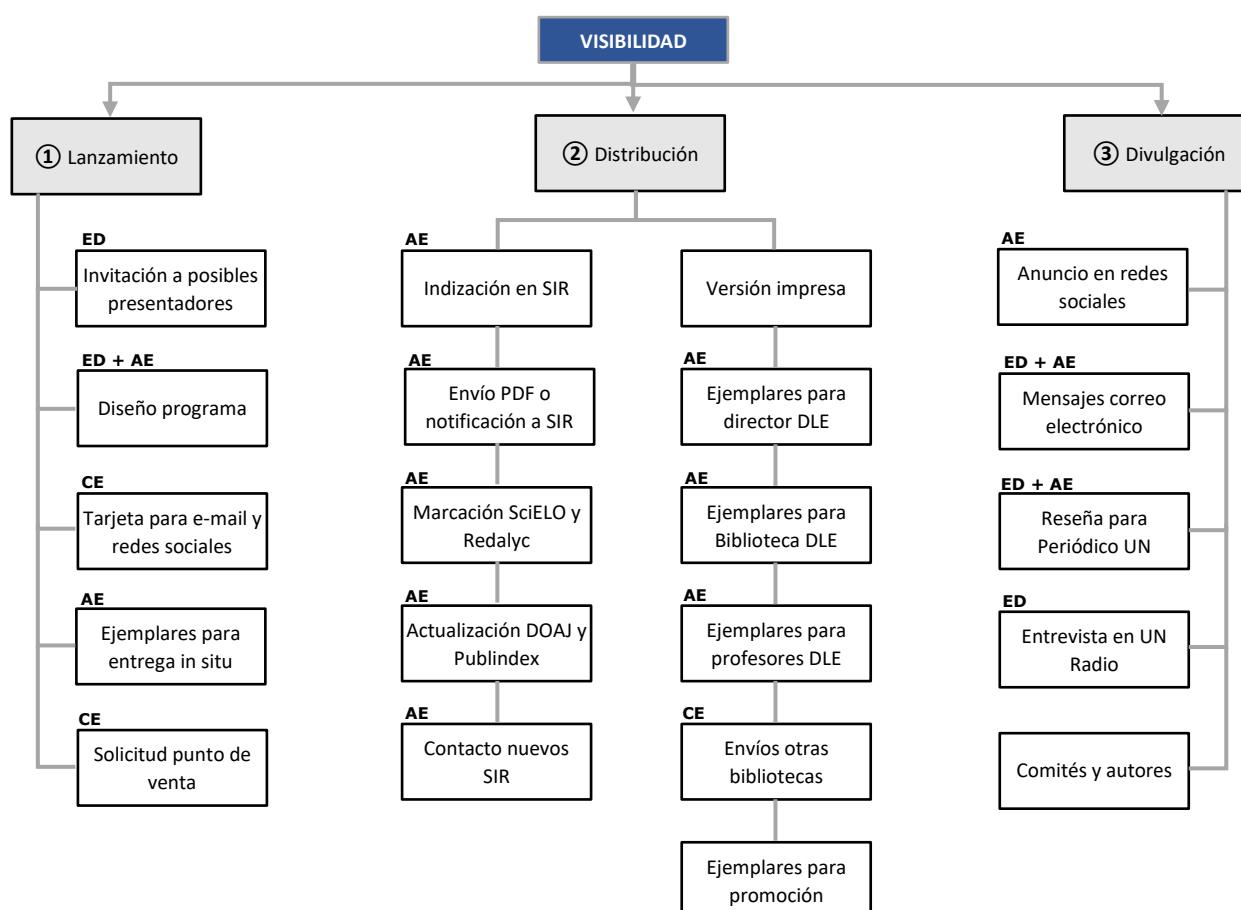 VISIBILIDAD
① Lanzamiento
② Distribución
③ Divulgación
ED
Invitación a posibles
presentadores
ED + AE
Diseño programa
CE
Tarjeta para e-mail y
redes sociales
AE
Ejemplares para
entrega in situ
CE
Solicitud punto de
venta
AE
Indización en SIR
AE
Envío PDF o
notificación a SIR
AE
Marcación SciELO y
Redalyc
AE
Actualización DOAJ y
Publindex
AE
Contacto nuevos
SIR
Versión impresa
AE
Ejemplares para
director DLE
AE
Ejemplares para
Biblioteca DLE
AE
Ejemplares para
profesores DLE
CE
Envíos otras
bibliotecas
Ejemplares para
promoción
AE
Anuncio en redes
sociales
ED + AE
Mensajes correo
electrónico
ED + AE
Reseña para
Periódico UN
ED
Entrevista en UN
Radio
Comités y autores